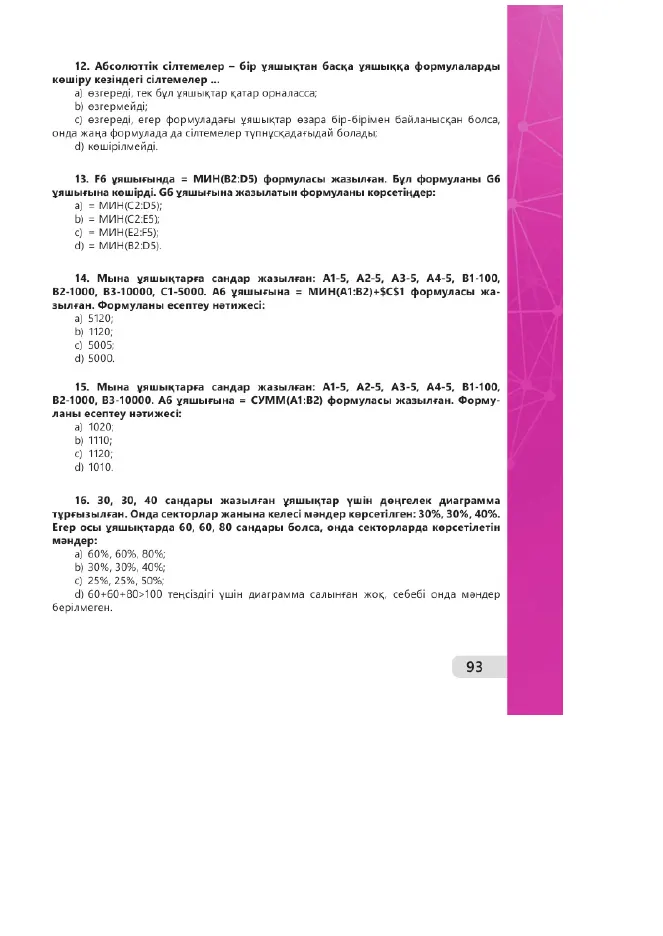 12. Абсолюттік сілтемелер – бір ұяшықтан басқа ұяшыққа формулаларды
көшіру кезіндегі сілтемелер ...
a) өзгереді, тек бұл ұяшықтар қатар орналасса;
b) өзгермейді;
c) өзгереді, егер формуладағы ұяшықтар өзара бір-бірімен байланысқан болса,
онда жаңа формулада да сілтемелер түпнұсқадағыдай болады;
d) көшірілмейді.
13. F6 ұяшығында = МИН(B2:D5) формуласы жазылған. Бұл формуланы G6
ұяшығына көшірді. G6 ұяшығына жазылатын формуланы көрсетіңдер:
a) = МИН(C2:D5);
b) = МИН(C2:E5);
c) = МИН(E2:F5);
d) = МИН(B2:D5).
14. Мына ұяшықтарға сандар жазылған: A1-5, A2-5, A3-5, A4-5, B1-100,
B2-1000, B3-10000, C1-5000. A6 ұяшығына = МИН(A1:B2)+$C$1 формуласы жа-
зылған. Формуланы есептеу нәтижесі:
a) 5120;
b) 1120;
c) 5005;
d) 5000.
15. Мына ұяшықтарға сандар жазылған: A1-5, A2-5, A3-5, A4-5, B1-100,
B2-1000, B3-10000. A6 ұяшығына = СУММ(A1:B2) формуласы жазылған. Форму-
ланы есептеу нәтижесі:
a) 1020;
b) 1110;
c) 1120;
d) 1010.
16. 30, 30, 40 сандары жазылған ұяшықтар үшін дөңгелек диаграмма
тұрғызылған. Онда секторлар жанына келесі мәндер көрсетілген: 30%, 30%, 40%.
Егер осы ұяшықтарда 60, 60, 80 сандары болса, онда секторларда көрсетілетін
мәндер:
a) 60%, 60%, 80%;
b) 30%, 30%, 40%;
c) 25%, 25%, 50%;
d) 60+60+80>100 теңсіздігі үшін диаграмма салынған жоқ, себебі онда мәндер
берілмеген.
93